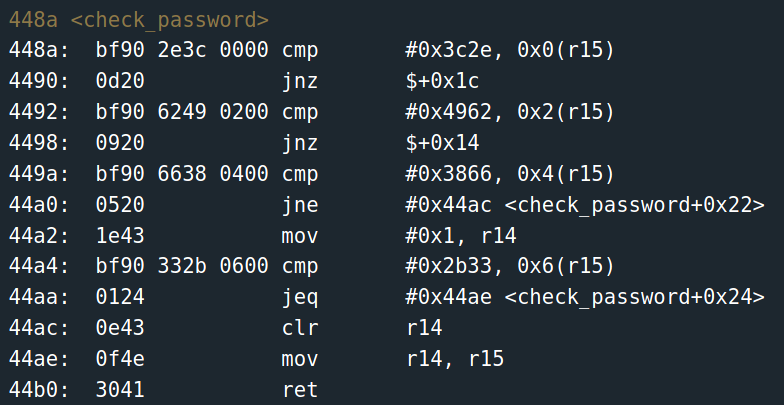 448a <check_password>
448a:  bf90 2e3c 0000 cmp       #0x3c2e, 0x0(r15)
4490:  0d20           jnz       $+0x1c
4492:  bf90 6249 0200 cmp       #0x4962, 0x2(r15)
4498:  0920           jnz       $+0x14
449a:  bf90 6638 0400 cmp       #0x3866, 0x4(r15)
44a0:  0520           jne       #0x44ac <check_password+0x22>
44a2:  1e43           mov       #0x1, r14
44a4:  bf90 332b 0600 cmp       #0x2b33, 0x6(r15)
44aa:  0124           jeq       #0x44ae <check_password+0x24>
44ac:  0e43           clr       r14
44ae:  0f4e           mov       r14, r15
44b0:  3041           ret